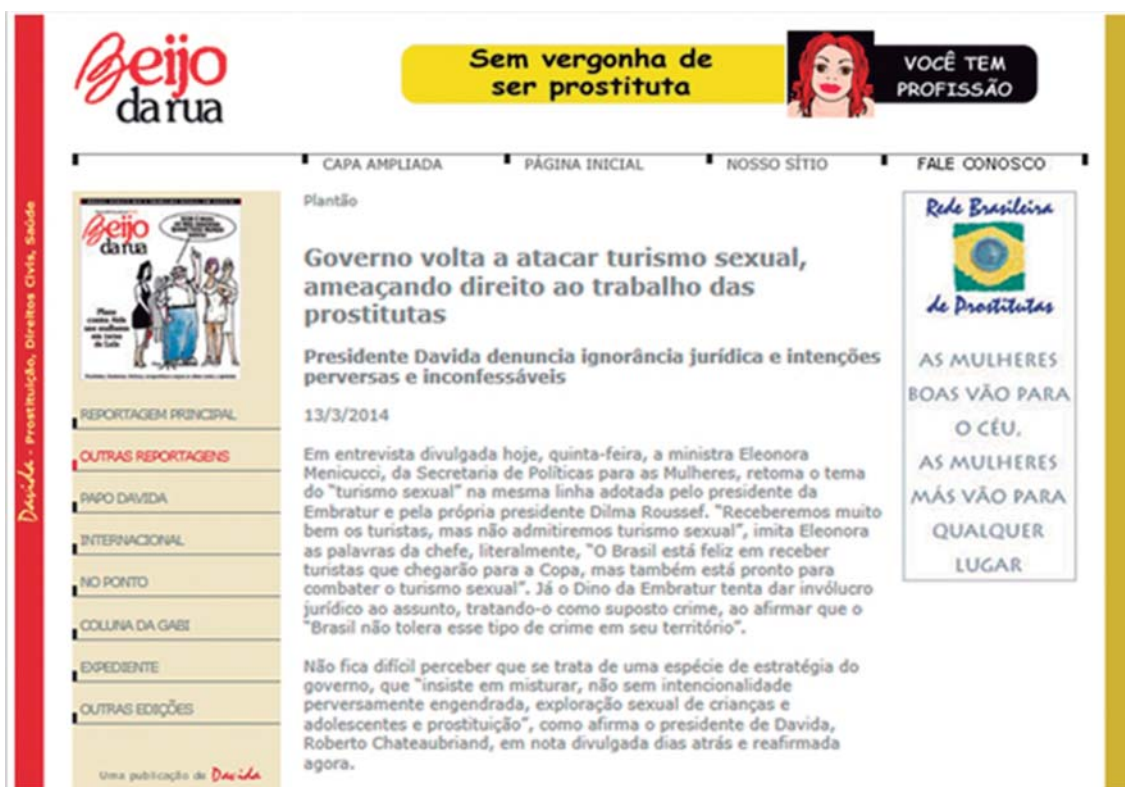 Beijo
da rua
Sem vergonha de
ser prostituta
VOCÊ TEM
PROFISSÃO
CAPA AMPLIADA
PÁGINA INICIAL
NOSSO SÍTIO
FALE CONOSCO
Davida - Prostituição, Direitos Civis, Saúde
Beijo
da rua
REPORTAGEM PRINCIPAL
OUTRAS REPORTAGENS
PAPO DAVIDA
INTERNACIONAL
NO PONTO
COLUNA DA GABI
EXPEDIENTE
OUTRAS EDIÇÕES
Uma publicação de Davida
Plantão
Governo volta a atacar turismo sexual,
ameaçando direito ao trabalho das
prostitutas
Presidente Davida denuncia ignorância jurídica e intenções
perversas e inconfessáveis
13/3/2014
Em entrevista divulgada hoje, quinta-feira, a ministra Eleonora
Menicucci, da Secretaria de Políticas para as Mulheres, retoma o tema
do "turismo sexual" na mesma linha adotada pelo presidente da
Embratur e pela própria presidente Dilma Roussef. "Receberemos muito
bem os turistas, mas não admitiremos turismo sexual", imita Eleonora
as palavras da chefe, literalmente, "O Brasil está feliz em receber
turistas que chegarão para a Copa, mas também está pronto para
combater o turismo sexual". Já o Dino da Embratur tenta dar invólucro
jurídico ao assunto, tratando-o como suposto crime, ao afirmar que o
"Brasil não tolera esse tipo de crime em seu território".
Não fica difícil perceber que se trata de uma espécie de estratégia do
governo, que "insiste em misturar, não sem intencionalidade
perversamente engendrada, exploração sexual de crianças e
adolescentes e prostituição", como afirma o presidente de Davida,
Roberto Chateaubriand, em nota divulgada dias atrás e reafirmada
agora.
Rede Brasileira
de Prostitutas
AS MULHERES
BOAS VÃO PARA
O CÉU,
AS MULHERES
MÁS VÃO PARA
QUALQUER
LUGAR